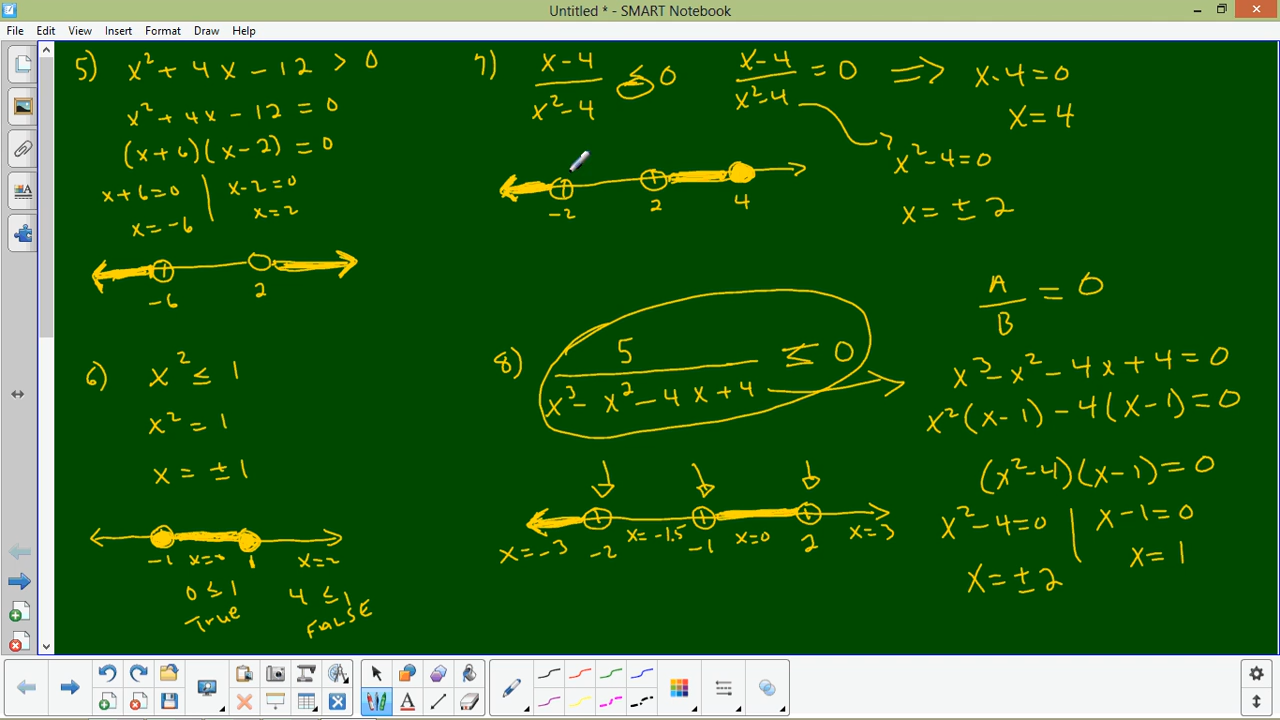 Untitled * - SMART Notebook
File Edit View Insert Format Draw Help
5) x² + 4x - 12 > 0
x² + 4x - 12 = 0
(x + 6)(x - 2) = 0
x + 6 = 0 | x - 2 = 0
x = -6 | x = 2
-6 2
6) x² ≤ 1
x² = 1
x = ± 1
-1 x=0 1 x=2
0 ≤ 1 4 ≤ 1
True FALSE
7) x-4 / x²-4 ≤ 0
x-4 / x²-4 = 0 => x-4=0
x=4
x²-4=0
x = ± 2
-2 2 4
A / B = 0
8) 5 / x³ - x² - 4x + 4 ≤ 0
x³ - x² - 4x + 4 = 0
x²(x-1) - 4(x-1) = 0
(x²-4)(x-1) = 0
x²-4=0 | x-1=0
x=±2 | x=1
x=-3 -2 x=-1.5 -1 x=0 2 x=3
A